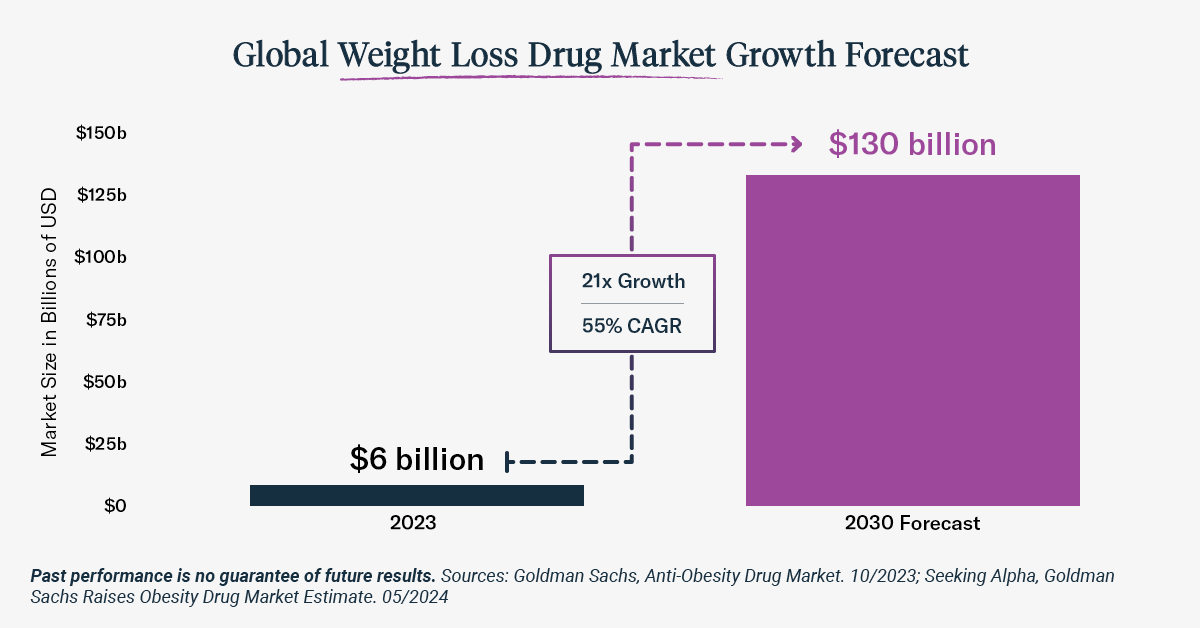 Global Weight Loss Drug Market Growth Forecast
Market Size in Billions of USD
$150b
$125b
$100b
$75b
$50b
$25b
$0
$130 billion
21x Growth
55% CAGR
$6 billion
2023
2030 Forecast
Past performance is no guarantee of future results. Sources: Goldman Sachs, Anti-Obesity Drug Market. 10/2023; Seeking Alpha, Goldman
Sachs Raises Obesity Drug Market Estimate. 05/2024